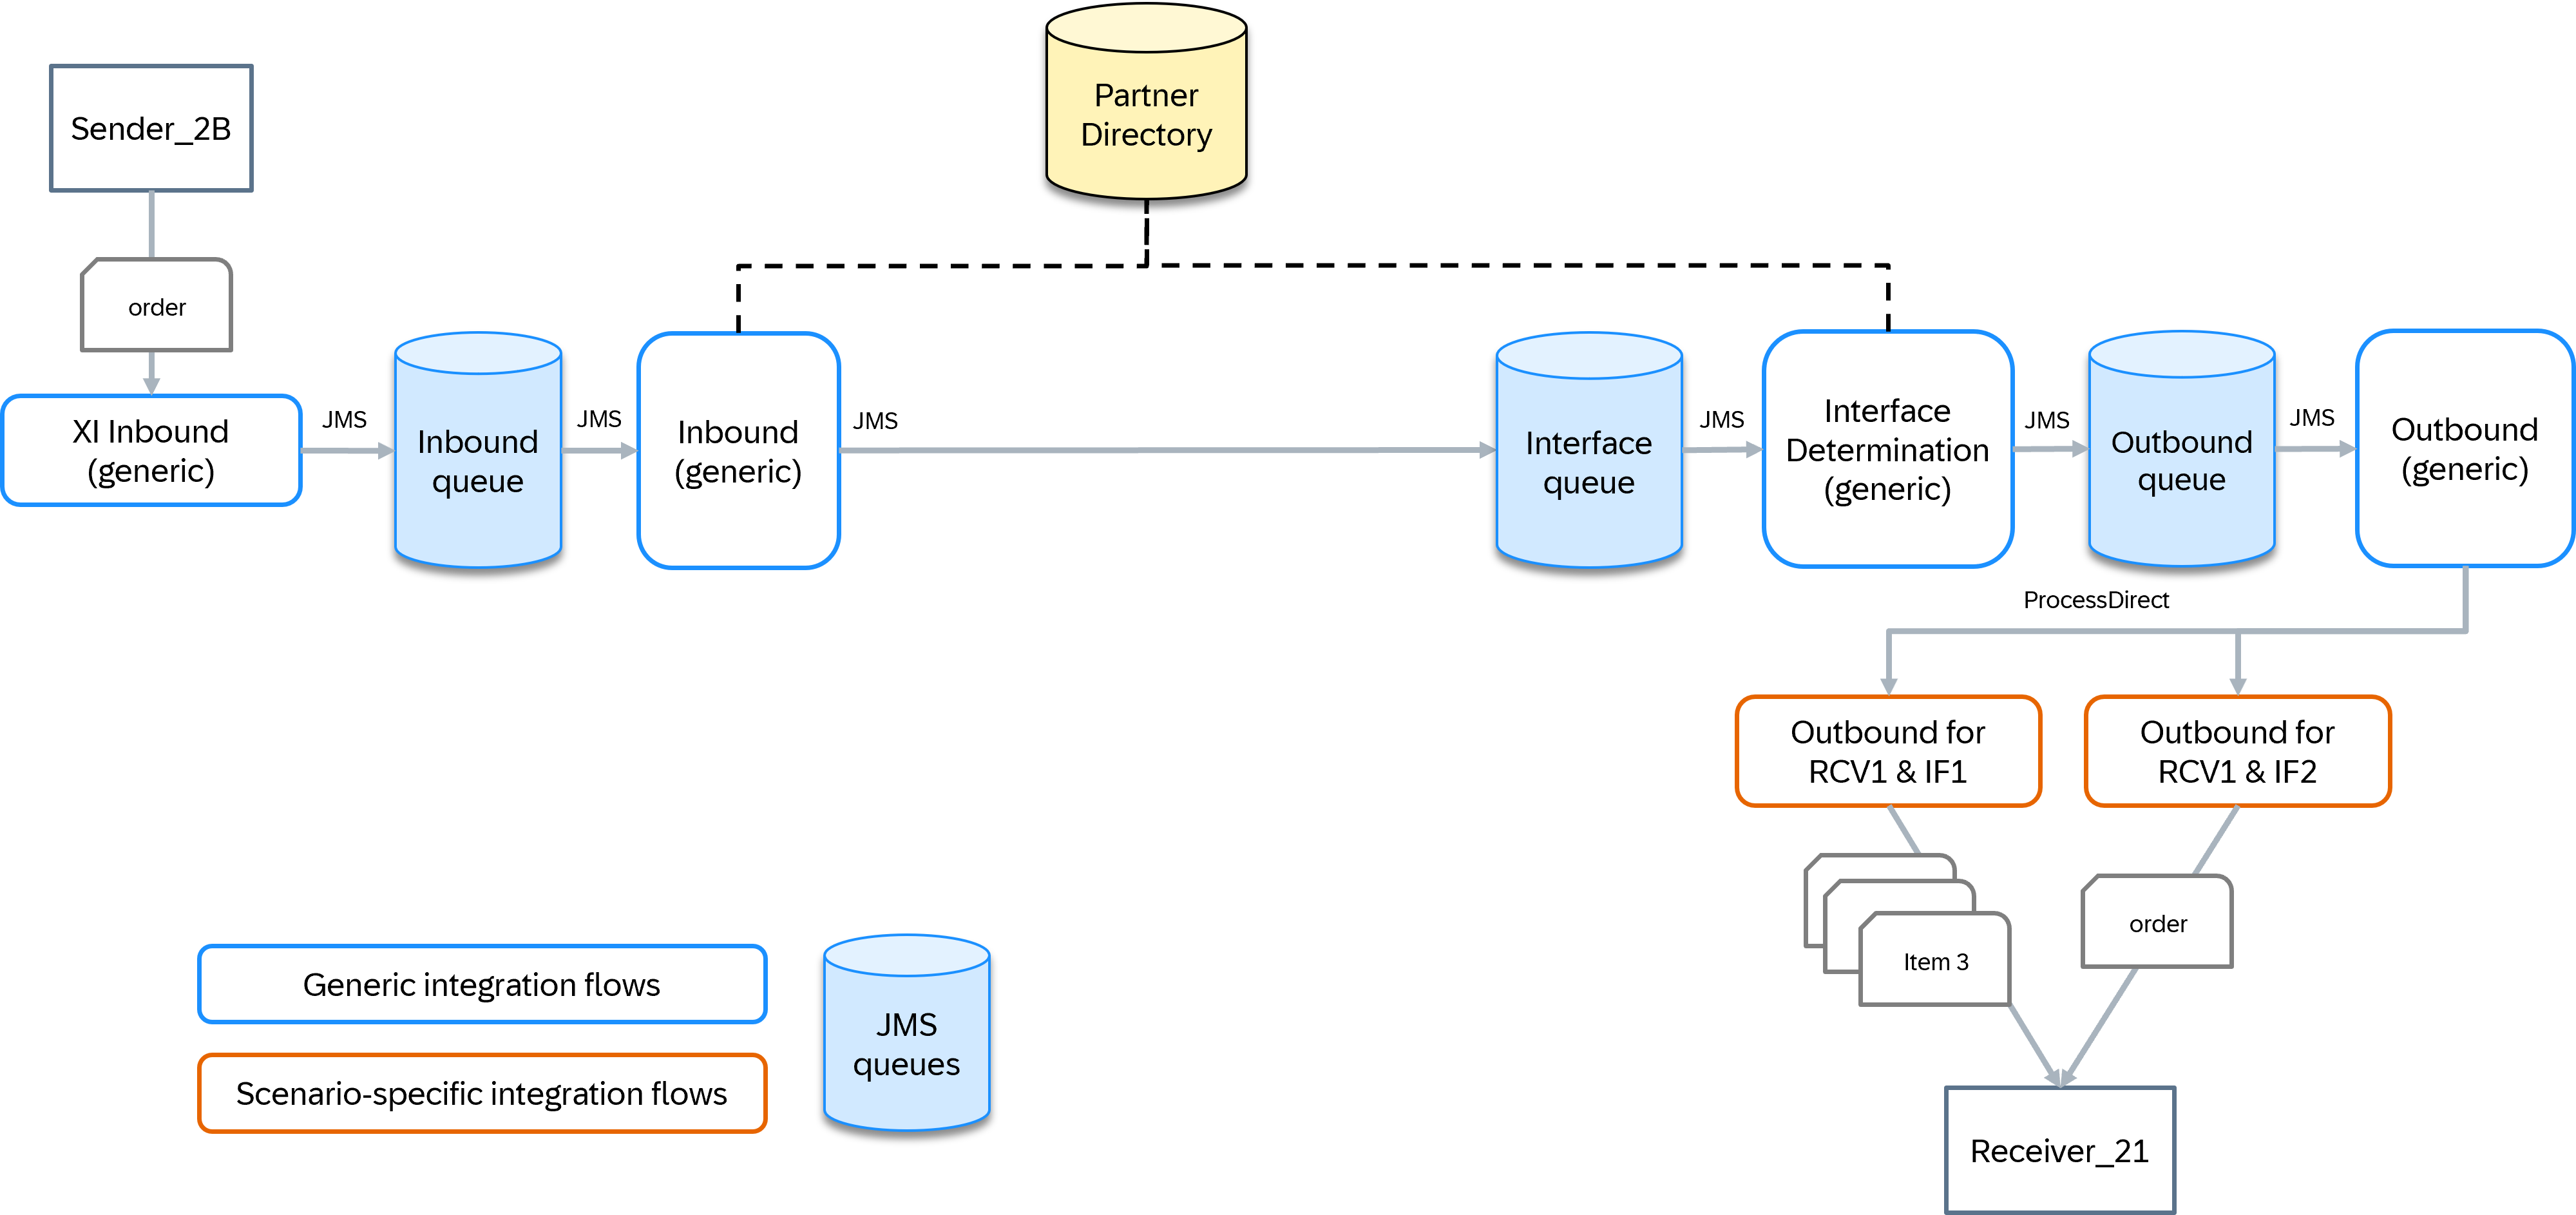 Partner
Directory
Sender_2B
order
XI Inbound
(generic)
JMS
Inbound
queue
JMS
Inbound
(generic)
JMS
Interface
queue
JMS
Interface
Determination
(generic)
JMS
Outbound
queue
JMS
Outbound
(generic)
ProcessDirect
Outbound for
RCV1 & IF1
Outbound for
RCV1 & IF2
Item 3
order
Receiver_21
Generic integration flows
Scenario-specific integration flows
JMS
queues